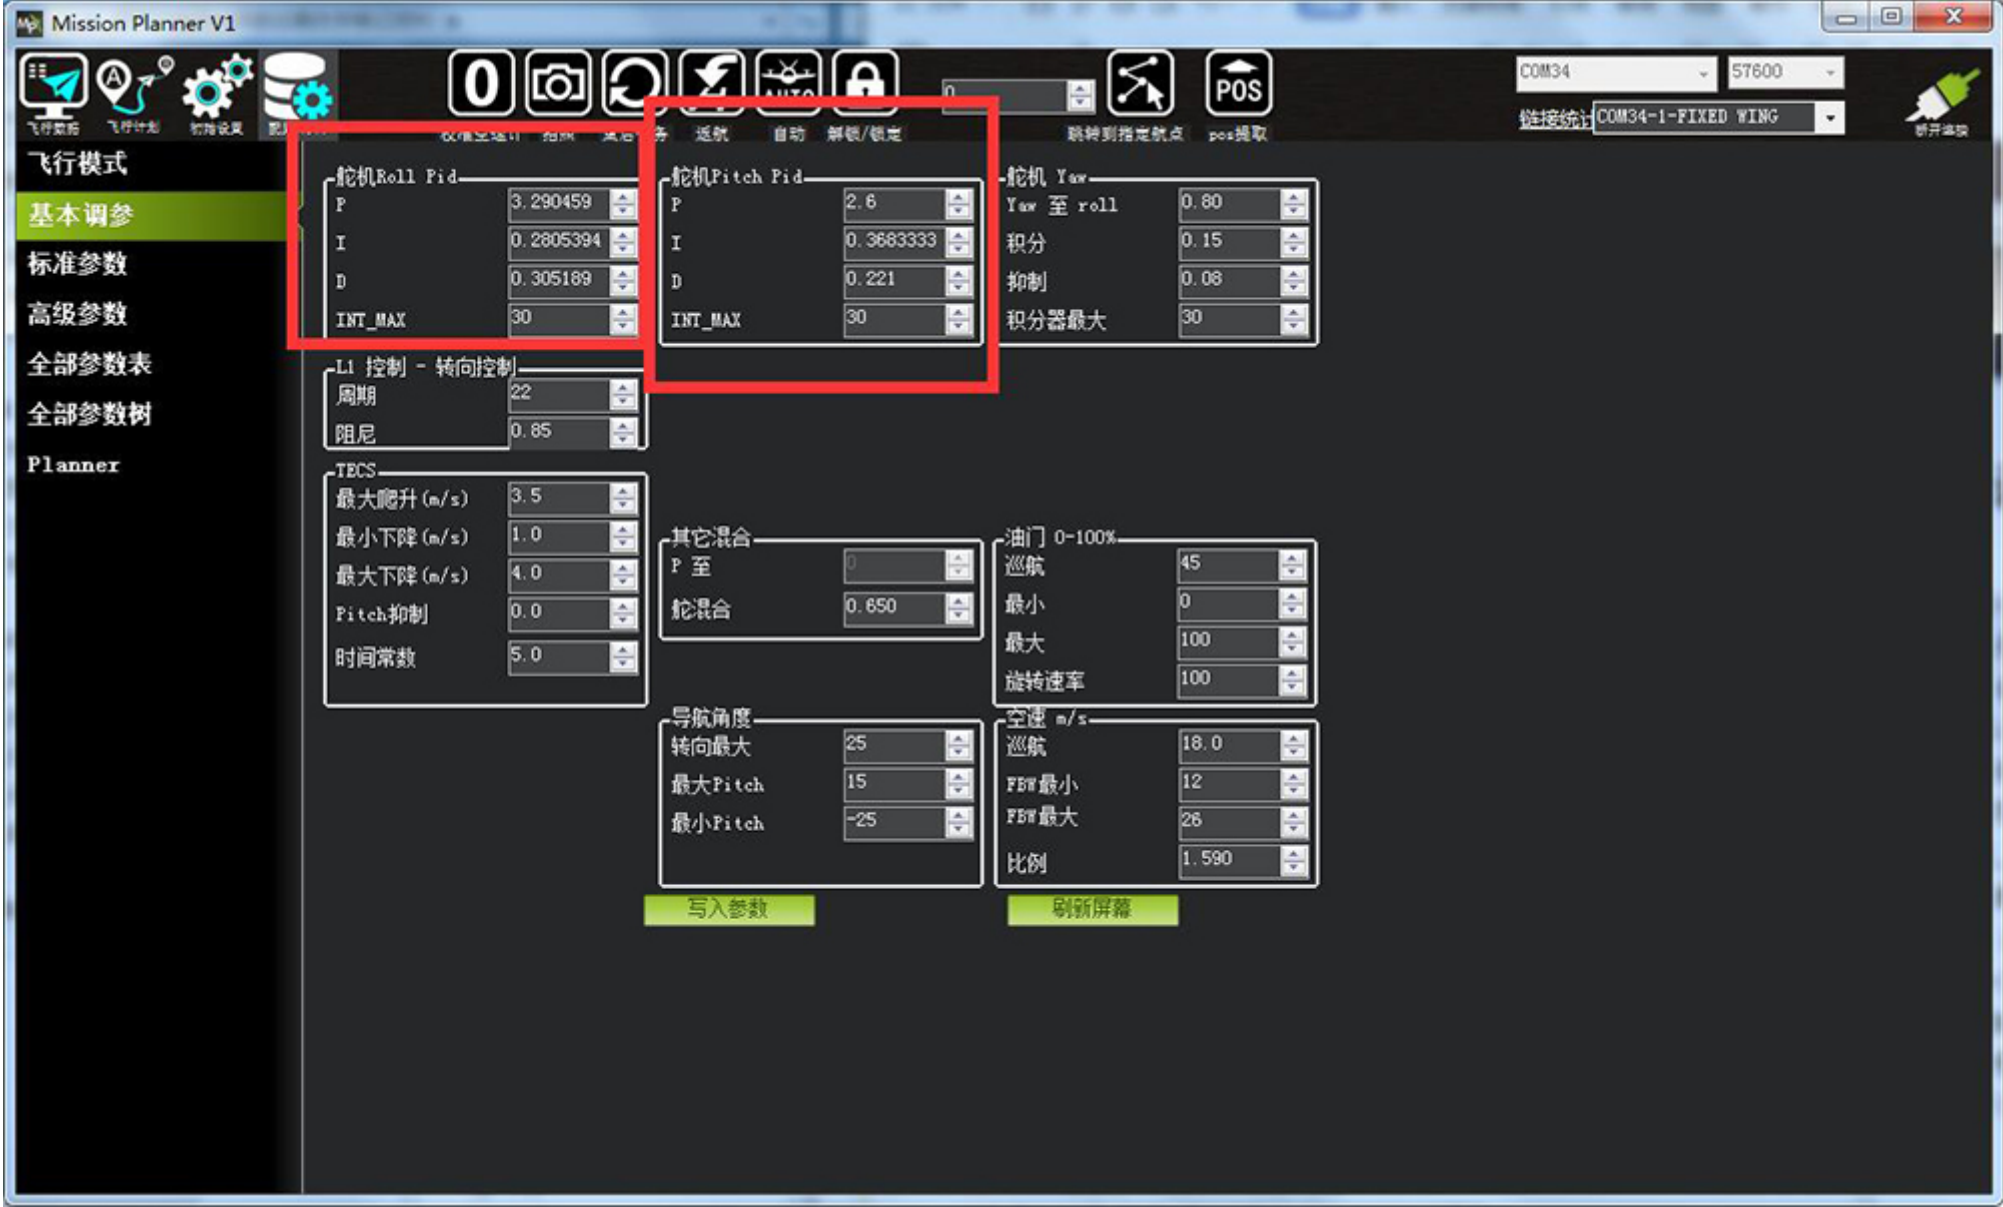 Mission Planner V1
0
AUTO
POS
COM34
57600
飞行数据
飞行计划
初始设置
返航
自动
解锁/锁定
0
跳转到指定航点
pos提取
链接统计
COM34-1-FIXED WING
断开连接
飞行模式
基本调参
标准参数
高级参数
全部参数表
全部参数树
Planner
舵机Roll Pid
P 3.290459
I 0.2805394
D 0.305189
INT_MAX 30
舵机Pitch Pid
P 2.6
I 0.3683333
D 0.221
INT_MAX 30
舵机 Yaw
Yaw 至 roll 0.80
积分 0.15
抑制 0.08
积分器最大 30
L1 控制 - 转向控制
周期 22
阻尼 0.85
TECS
最大爬升(m/s) 3.5
最小下降(m/s) 1.0
最大下降(m/s) 4.0
Pitch抑制 0.0
时间常数 5.0
其它混合
P 至 0
舵混合 0.650
油门 0-100%
巡航 45
最小 0
最大 100
旋转速率 100
导航角度
转向最大 25
最大Pitch 15
最小Pitch -25
空速 m/s
巡航 18.0
FBW最小 12
FBW最大 26
比例 1.590
写入参数
刷新屏幕